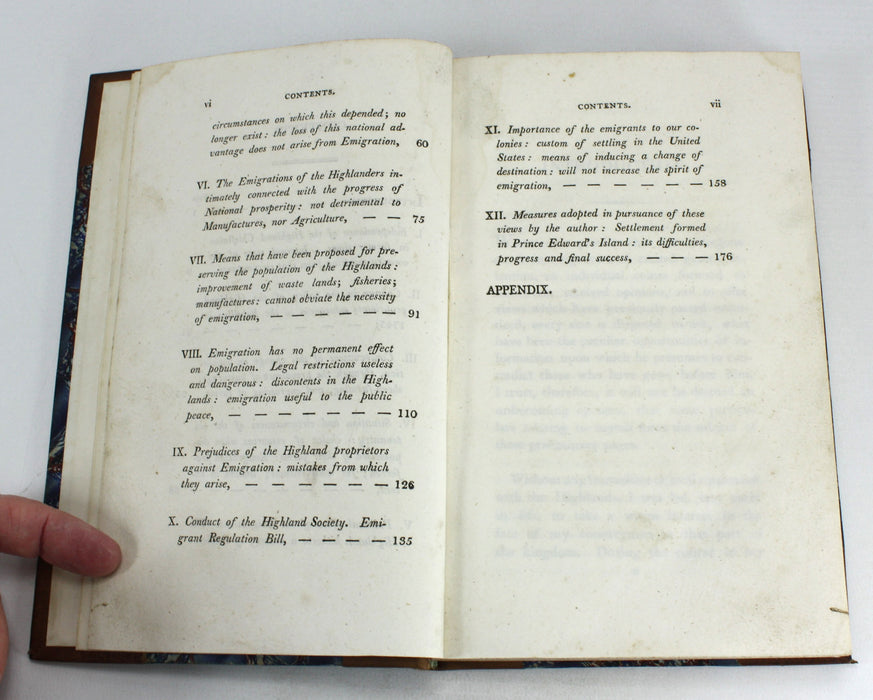 vi
CONTENTS.
circumstances on which this depended; no
longer exist: the loss of this national ad-
vantage does not arise from Emigration, 60
VI. The Emigrations of the Highlanders in-
timately connected with the progress of
National prosperity: not detrimental to
Manufactures, nor Agriculture, — — 75
VII. Means that have been proposed for pre-
serving the population of the Highlands:
improvement of waste lands; fisheries;
manufactures: cannot obviate the necessity
of emigration, — — — — — — 91
VIII. Emigration has no permanent effect
on population. Legal restrictions useless
and dangerous: discontents in the High-
lands: emigration useful to the public
peace, — — — — — — — 110
IX. Prejudices of the Highland proprietors
against Emigration: mistakes from which
they arise, — — — — — — 126
X. Conduct of the Highland Society. Emi-
grant Regulation Bill, — — — — 135
CONTENTS.
vii
XI. Importance of the emigrants to our co-
lonies: custom of settling in the United
States: means of inducing a change of
destination: will not increase the spirit of
emigration, — — — — — — 158
XII. Measures adopted in pursuance of these
views by the author: Settlement formed
in Prince Edward's Island: its difficulties,
progress and final success, — — — 176
APPENDIX.